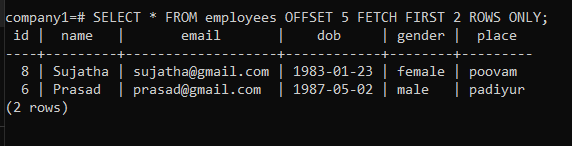 company1=# SELECT * FROM employees OFFSET 5 FETCH FIRST 2 ROWS ONLY;
 id |  name   |       email       |    dob     | gender |  place
----+---------+-------------------+------------+--------+---------
  8 | Sujatha | sujatha@gmail.com | 1983-01-23 | female | poovam
  6 | Prasad  | prasad@gmail.com  | 1987-05-02 | male   | padiyur
(2 rows)